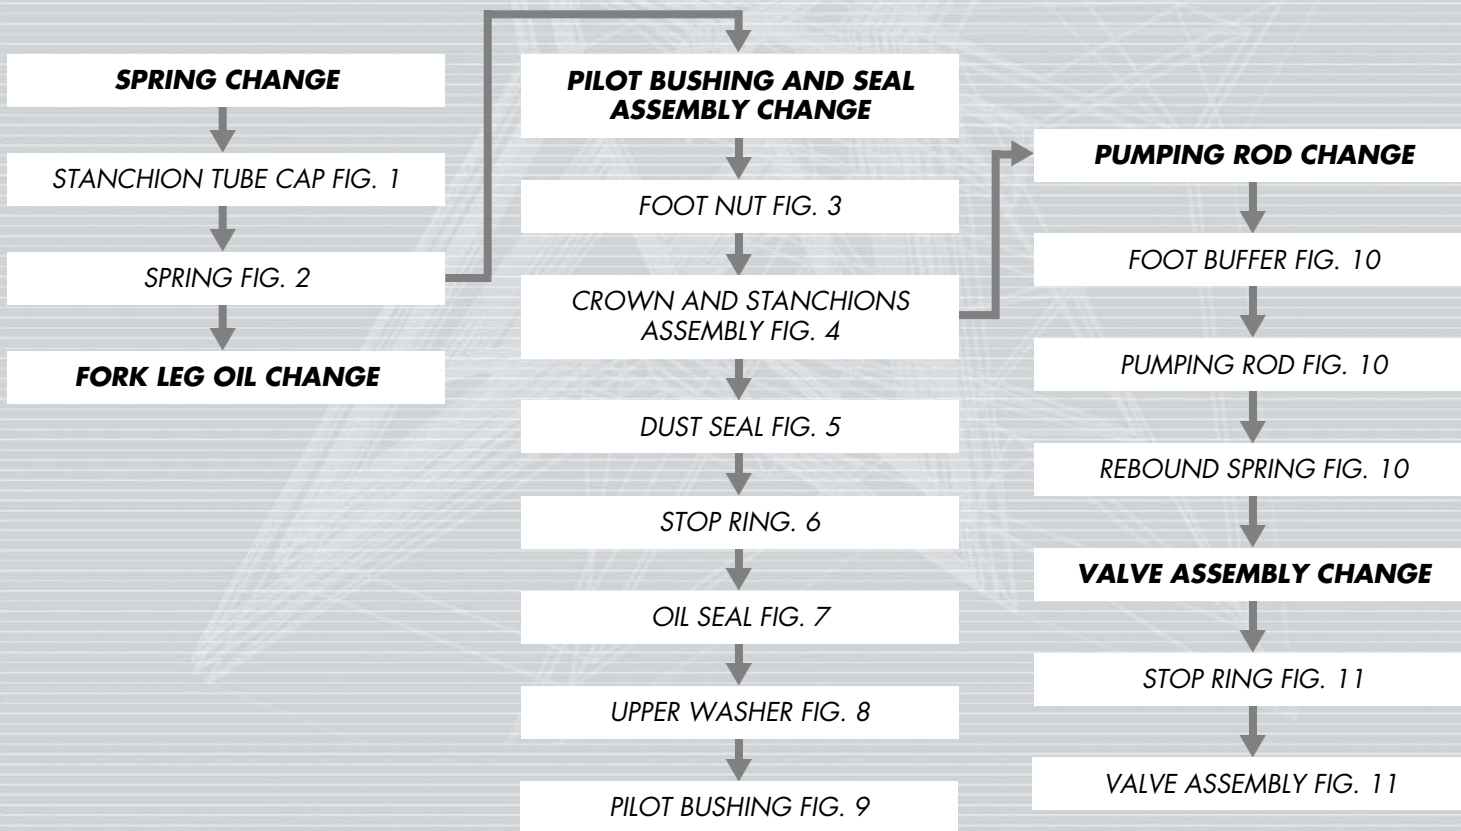 SPRING CHANGE
STANCHION TUBE CAP FIG. 1
SPRING FIG. 2
FORK LEG OIL CHANGE
PILOT BUSHING AND SEAL
ASSEMBLY CHANGE
FOOT NUT FIG. 3
CROWN AND STANCHIONS
ASSEMBLY FIG. 4
DUST SEAL FIG. 5
STOP RING. 6
OIL SEAL FIG. 7
UPPER WASHER FIG. 8
PILOT BUSHING FIG. 9
PUMPING ROD CHANGE
FOOT BUFFER FIG. 10
PUMPING ROD FIG. 10
REBOUND SPRING FIG. 10
VALVE ASSEMBLY CHANGE
STOP RING FIG. 11
VALVE ASSEMBLY FIG. 11